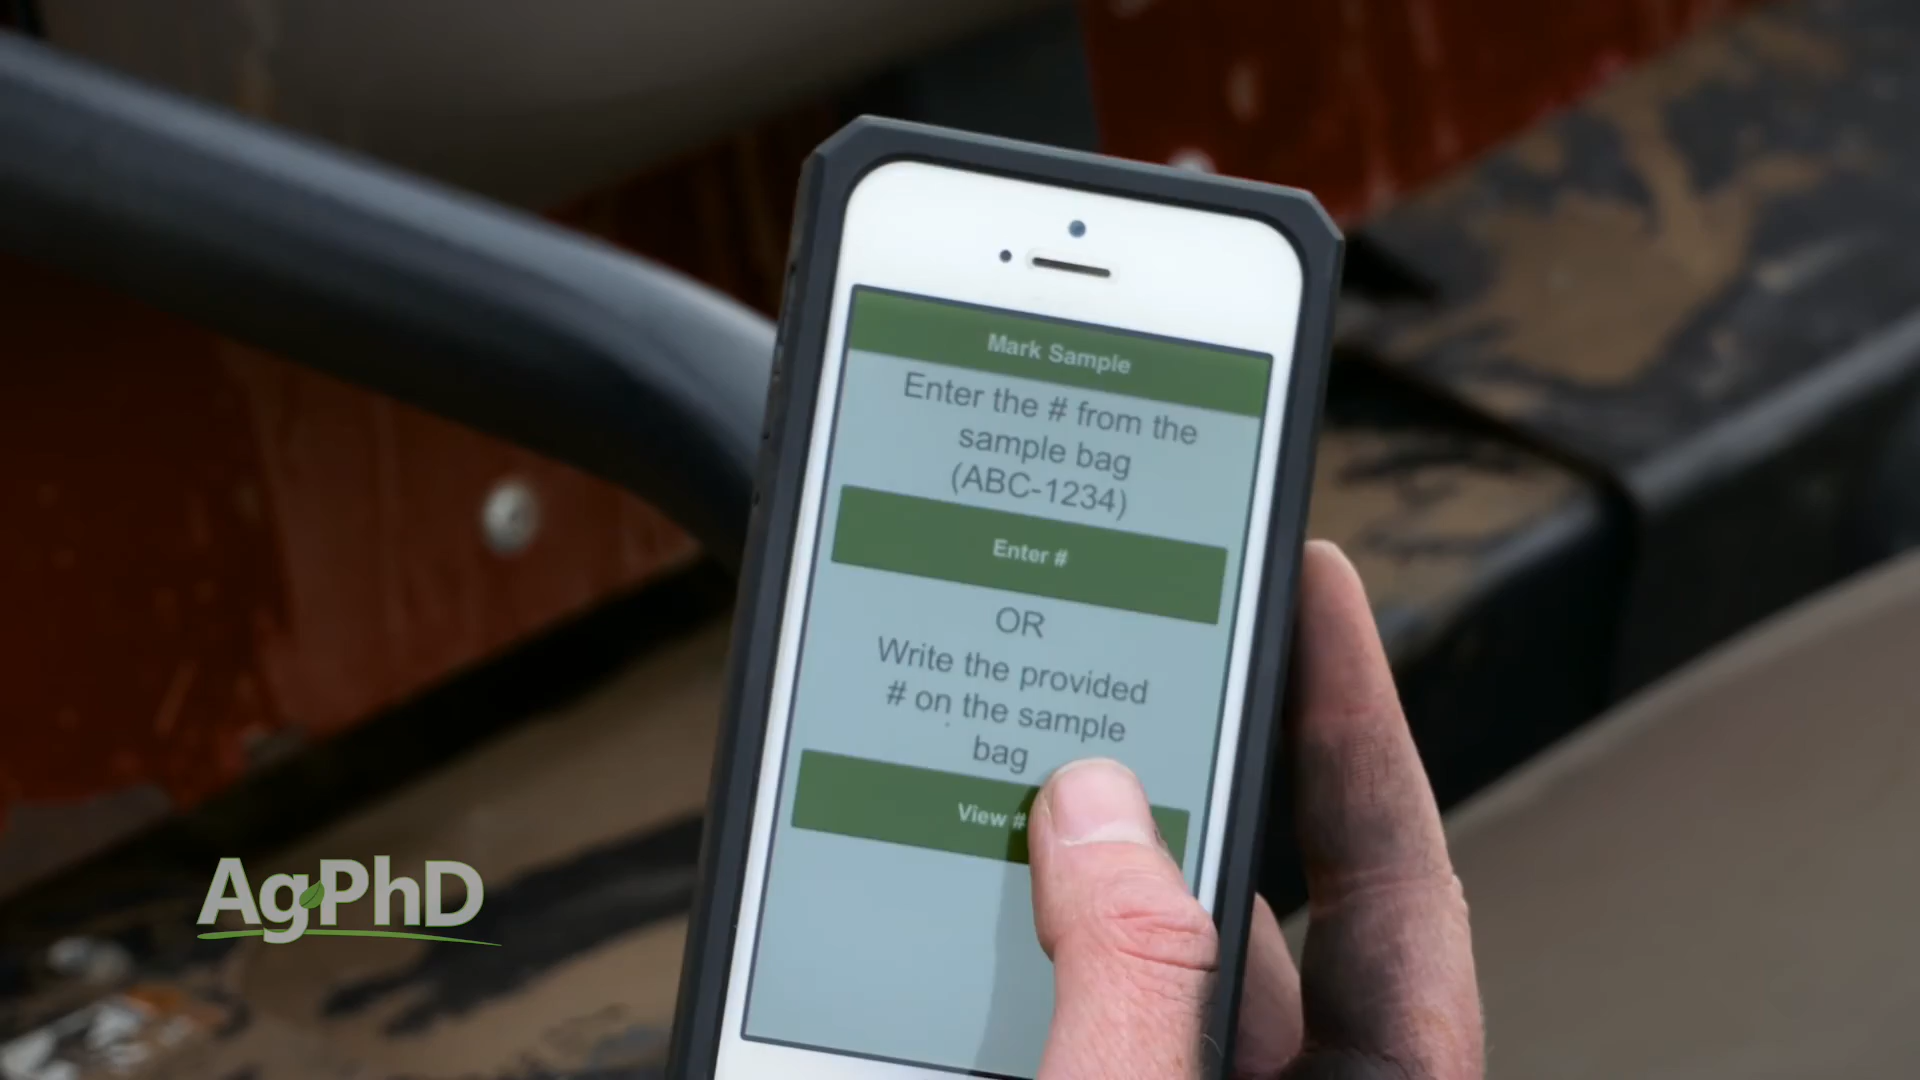 Mark Sample
Enter the # from the
sample bag
(ABC-1234)
Enter #
OR
Write the provided
# on the sample
bag
View #
AgPhD